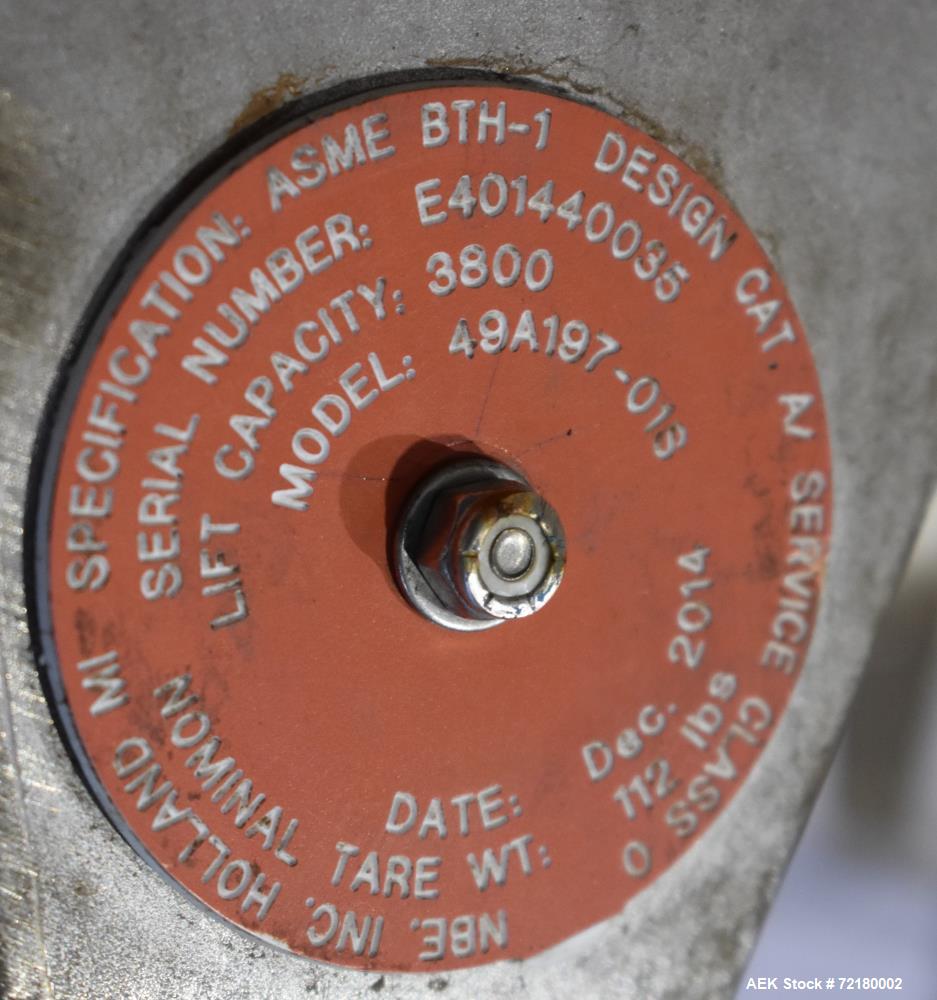 NBE. INC. HOLLAND MI SPECIFICATION: ASME BTH-1 DESIGN CAT. A/ SERVICE CLASS 0
SERIAL NUMBER: E401440035
LIFT CAPACITY: 3800
MODEL: 49A197-016
DATE: Dec. 2014
NOMINAL TARE WT: 112 lbs
AEK Stock # 72180002